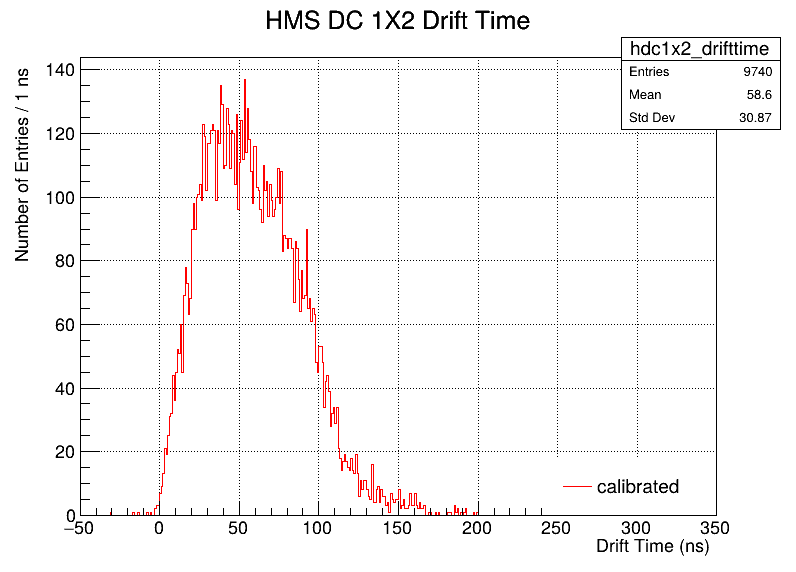 HMS DC 1X2 Drift Time
hdc1x2_drifttime
Entries 9740
Mean 58.6
Std Dev 30.87
Number of Entries / 1 ns
140
120
100
80
60
40
20
0
calibrated
−50 0 50 100 150 200 250 300 350
Drift Time (ns)